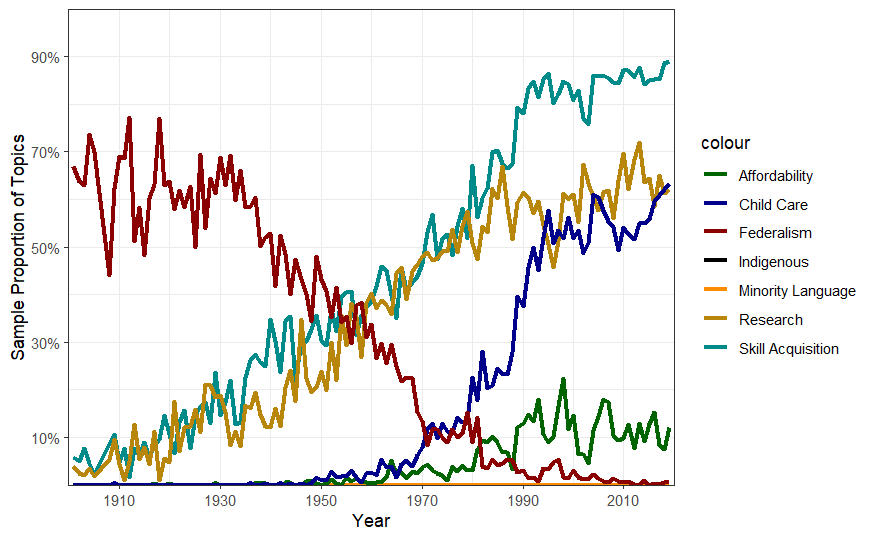 90%
70%
50%
30%
10%
Sample Proportion of Topics
1910 1930 1950 1970 1990 2010
Year
colour
Affordability
Child Care
Federalism
Indigenous
Minority Language
Research
Skill Acquisition